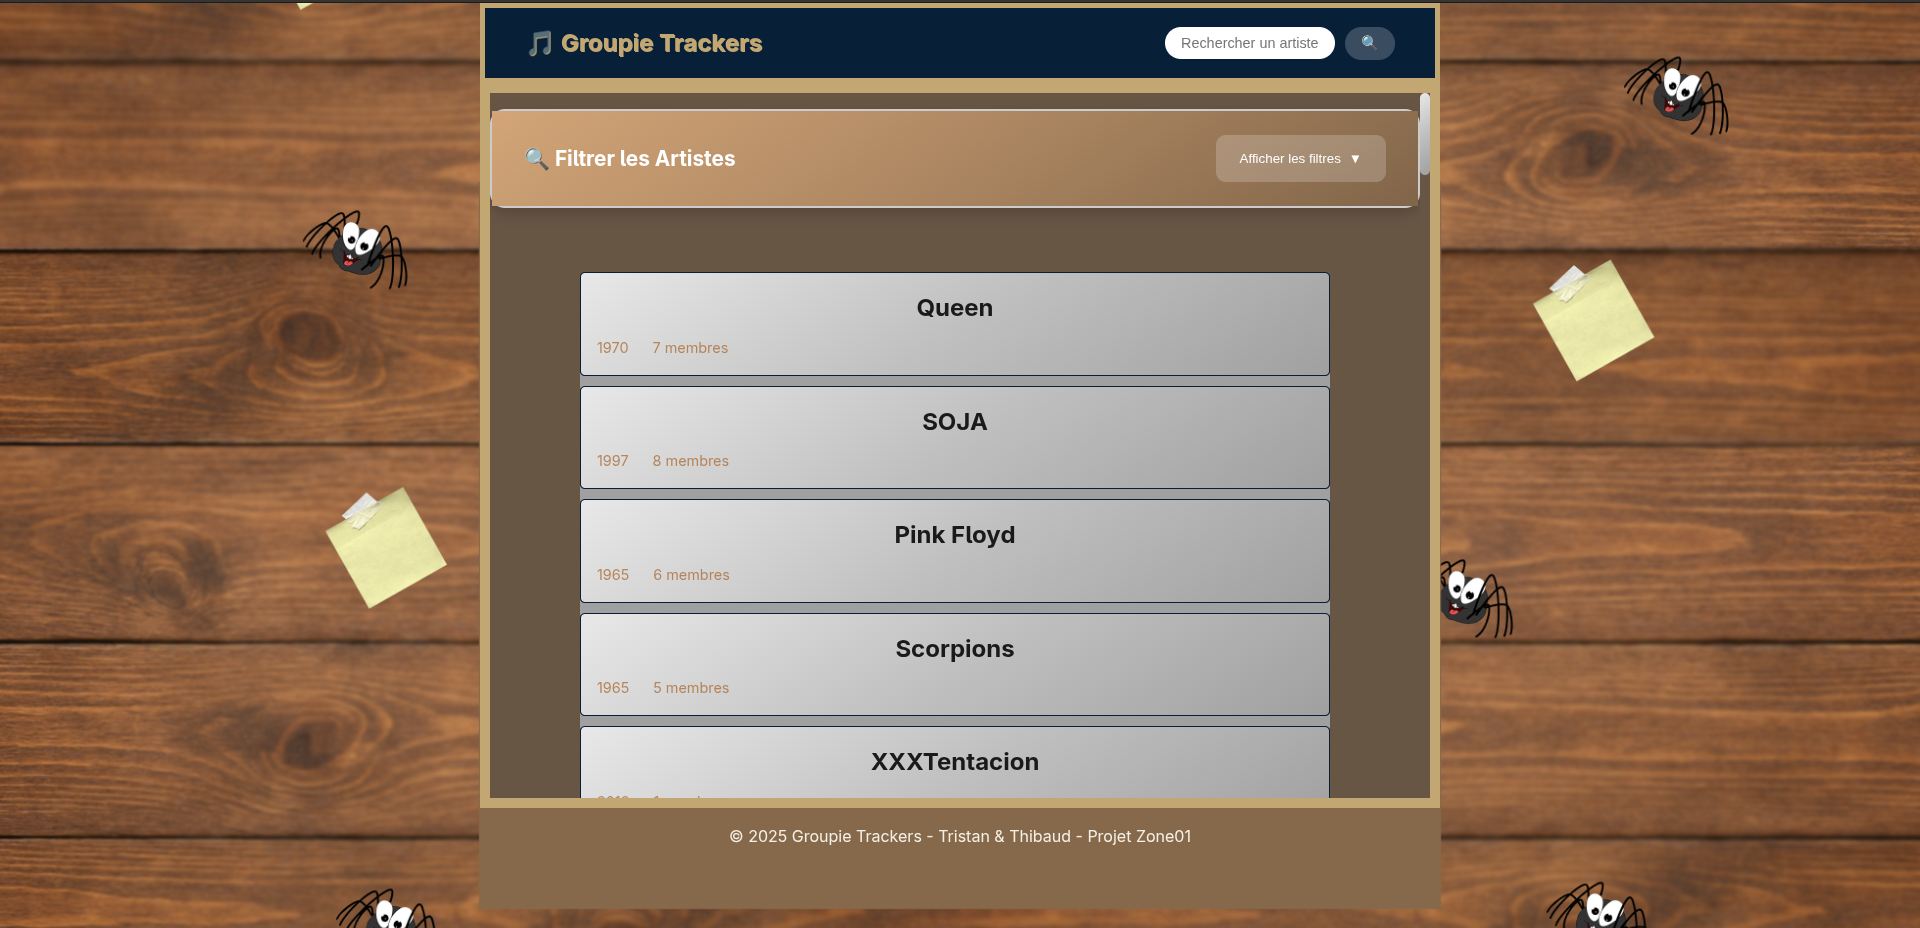 🎵 Groupie Trackers
Rechercher un artiste
🔍
🔍 Filtrer les Artistes
Afficher les filtres ▼
Queen
1970 7 membres
SOJA
1997 8 membres
Pink Floyd
1965 6 membres
Scorpions
1965 5 membres
XXXTentacion
© 2025 Groupie Trackers - Tristan & Thibaud - Projet Zone01